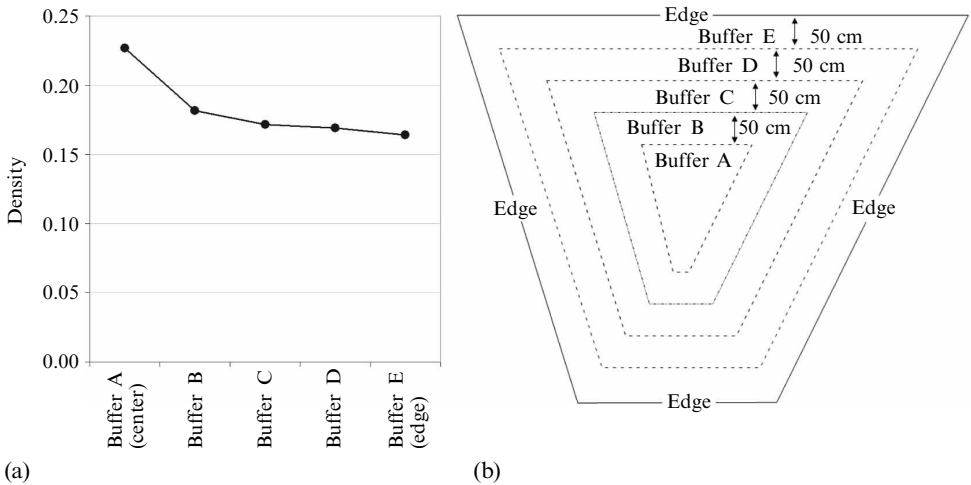 0.25
0.20
0.15
0.10
0.05
0.00
Density
Buffer A
(center)
Buffer B
Buffer C
Buffer D
Buffer E
(edge)
(a)
Edge
Buffer E 50 cm
Buffer D 50 cm
Buffer C 50 cm
Buffer B 50 cm
Buffer A
Edge Edge
Edge
(b)